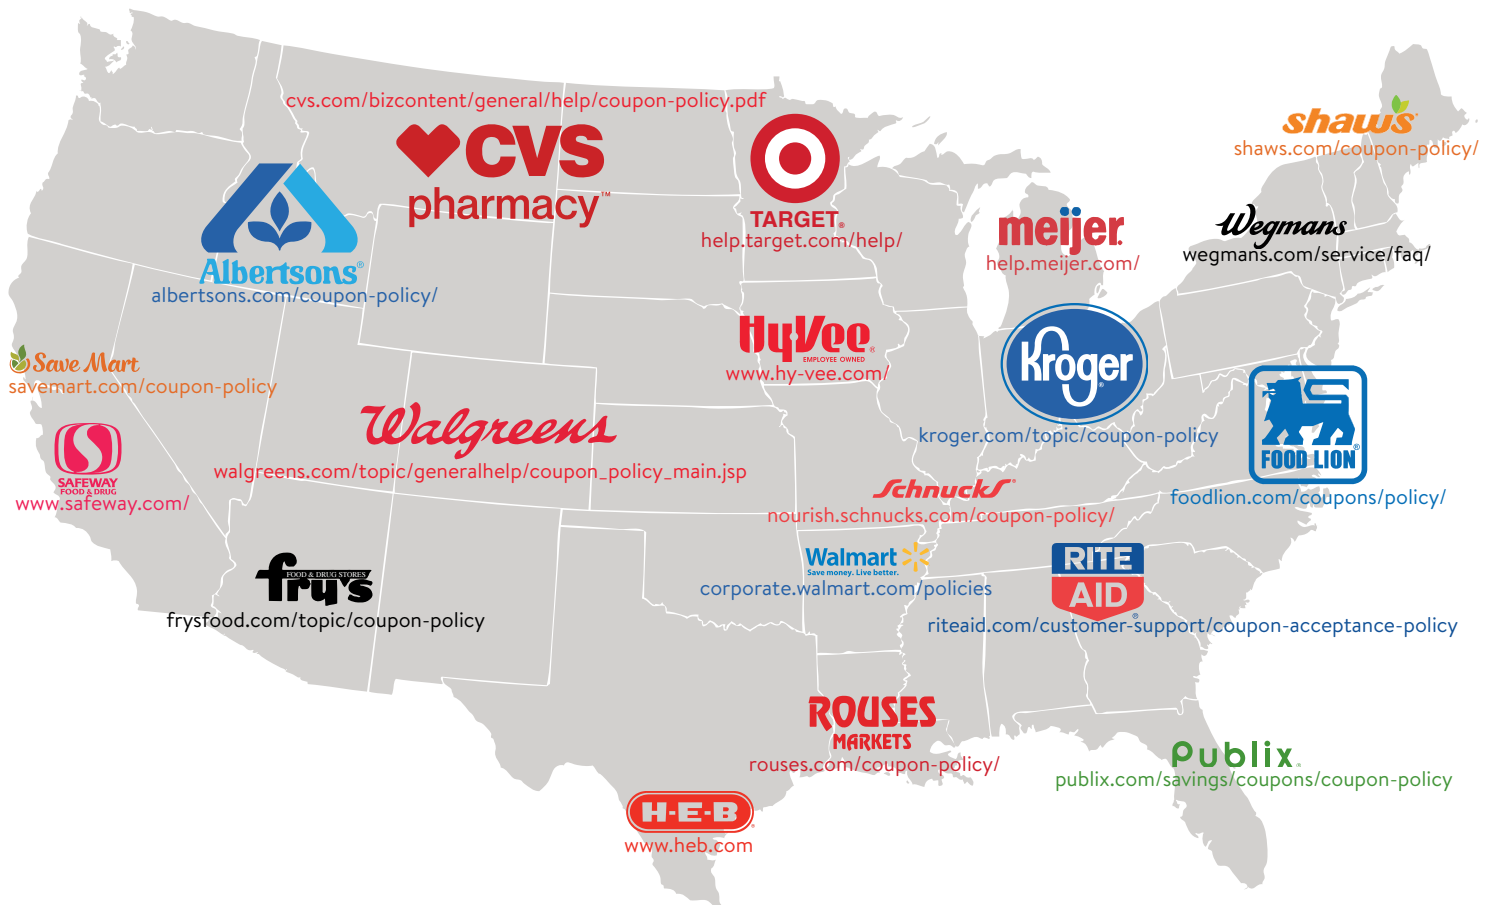 cvs.com/bizcontent/general/help/coupon-policy.pdf
CVS
pharmacy™
TARGET®
help.target.com/help/
shaw's
shaws.com/coupon-policy/
Albertsons®
albertsons.com/coupon-policy/
meijer®
help.meijer.com/
Wegmans
wegmans.com/service/faq/
HyVee®
EMPLOYEE OWNED
www.hy-vee.com/
Kroger®
kroger.com/topic/coupon-policy
Save Mart
savemart.com/coupon-policy
SAFEWAY
FOOD & DRUG
www.safeway.com/
Walgreens
walgreens.com/topic/generalhelp/coupon_policy_main.jsp
FOOD LION®
foodlion.com/coupons/policy/
Schnucks®
nourish.schnucks.com/coupon-policy/
Walmart
Save money. Live better.
corporate.walmart.com/policies
RITE
AID®
riteaid.com/customer-support/coupon-acceptance-policy
fry's
FOOD & DRUG STORES
frysfood.com/topic/coupon-policy
ROUSES
MARKETS
rouses.com/coupon-policy/
Publix
publix.com/savings/coupons/coupon-policy
H-E-B®
www.heb.com